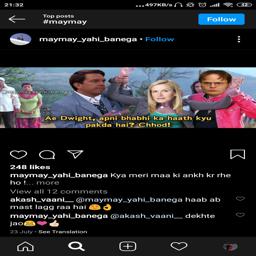 21:32
...497KB/s
Top posts
#maymay
Follow
maymay_yahi_banega • Follow
Ae Dwight, apni bhabhi ka haath kyu
pakda hai? Chhod!
248 likes
maymay_yahi_banega Kya meri maa ki ankh kr rhe
ho !... more
View all 12 comments
akash_vaani__ @maymay_yahi_banega haab ab
mast lagg raa hai 😏👌
maymay_yahi_banega @akash_vaani__ dekhte
jao😁❤👍🏻
23 July · See Translation